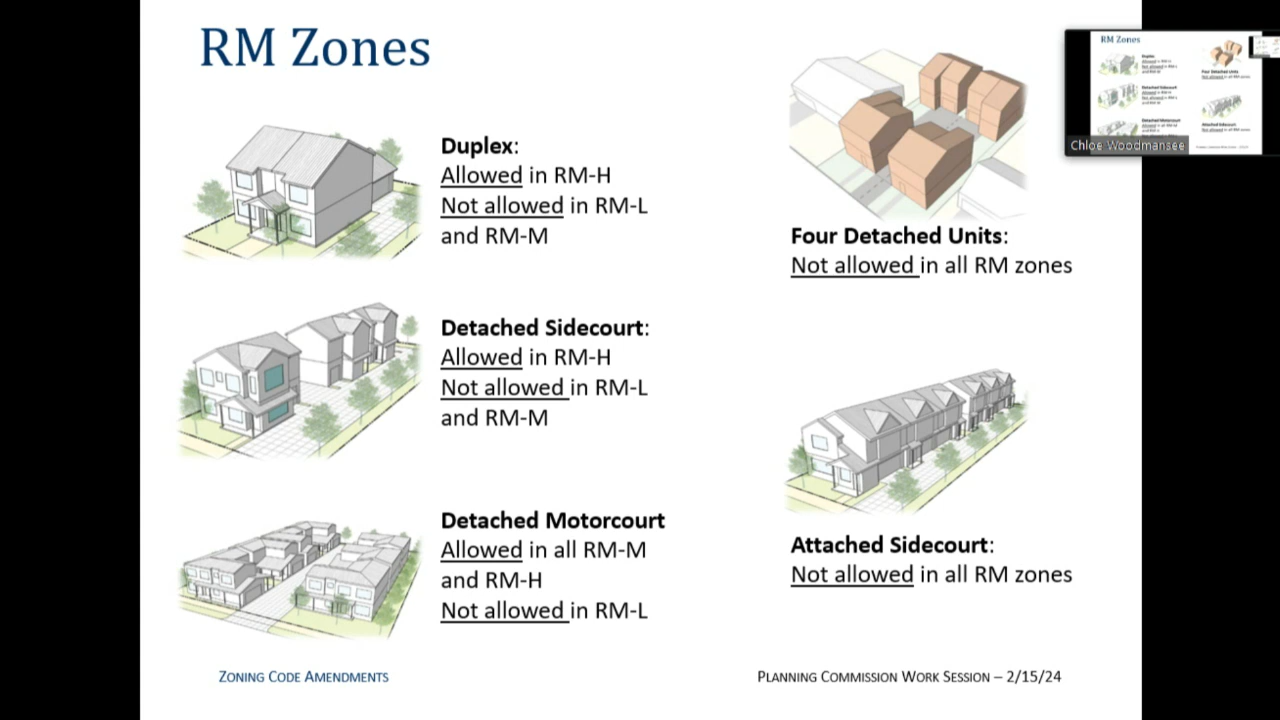 RM Zones
Duplex:
Allowed in RM-H
Not allowed in RM-L
and RM-M
Detached Sidecourt:
Allowed in RM-H
Not allowed in RM-L
and RM-M
Detached Motorcourt
Allowed in all RM-M
and RM-H
Not allowed in RM-L
Four Detached Units:
Not allowed in all RM zones
Attached Sidecourt:
Not allowed in all RM zones
Zoning Code Amendments
Planning Commission Work Session – 2/15/24
RM Zones
Chloe Woodmansee